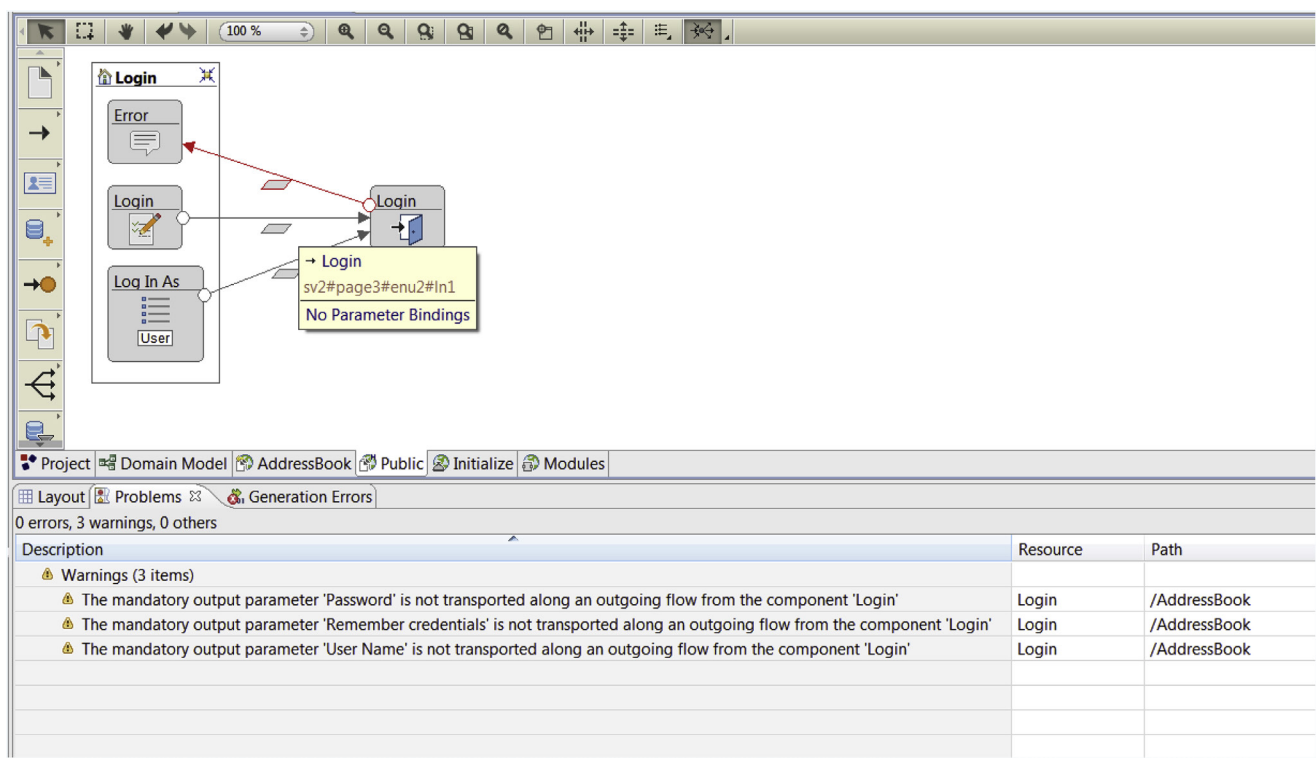 100 %
Login
Error
Login
Login
Log In As
User
→ Login
sv2#page3#enu2#ln1
No Parameter Bindings
Project Domain Model AddressBook Public Initialize Modules
Layout Problems Generation Errors
0 errors, 3 warnings, 0 others
Description Resource Path
Warnings (3 items)
The mandatory output parameter 'Password' is not transported along an outgoing flow from the component 'Login' Login /AddressBook
The mandatory output parameter 'Remember credentials' is not transported along an outgoing flow from the component 'Login' Login /AddressBook
The mandatory output parameter 'User Name' is not transported along an outgoing flow from the component 'Login' Login /AddressBook